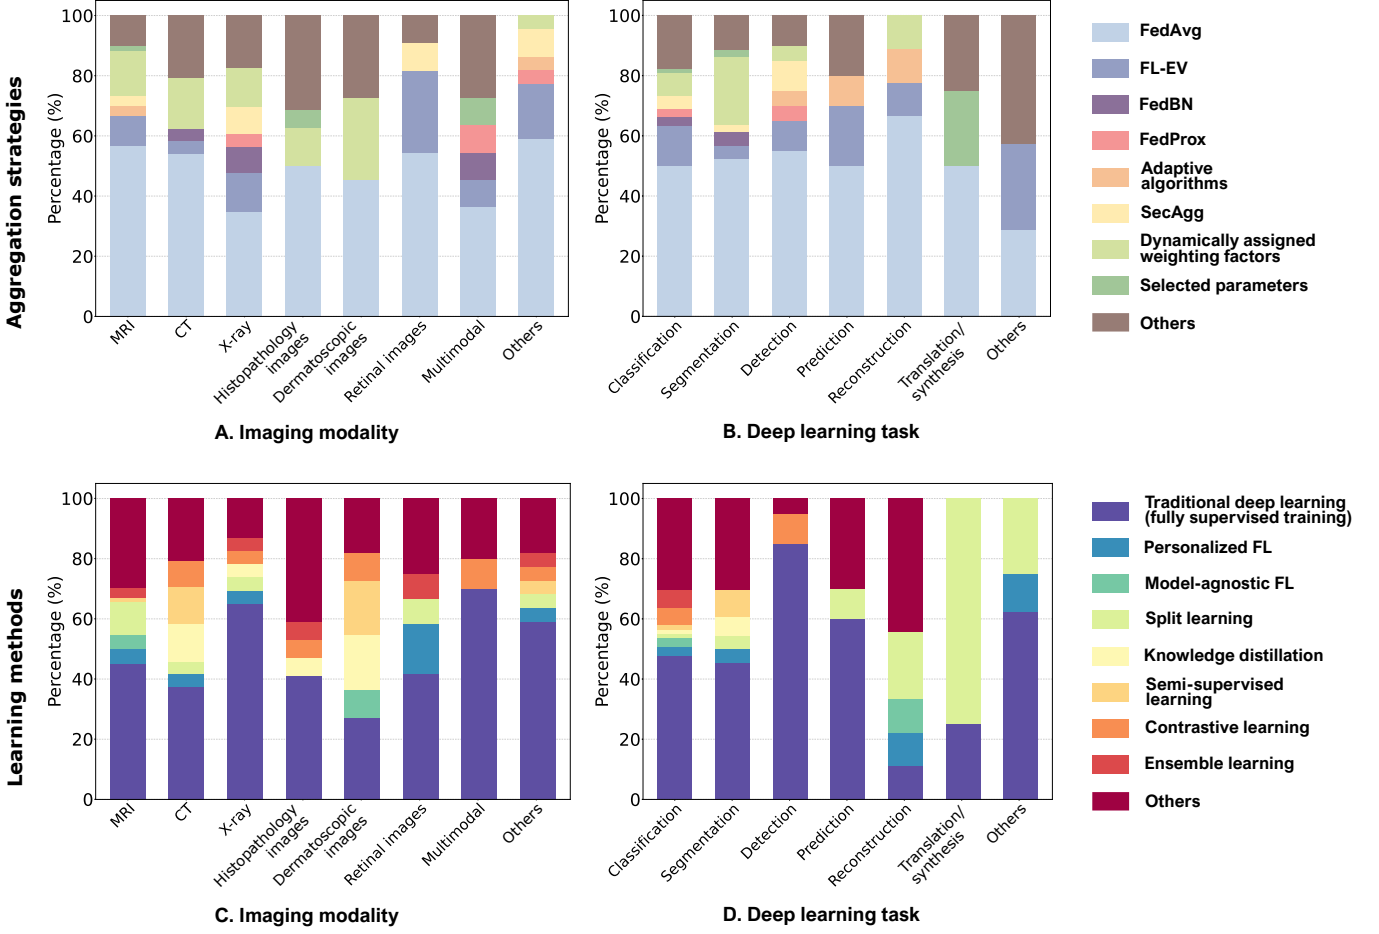 Aggregation strategies
Percentage (%)
100
80
60
40
20
0
MRI
CT
X-ray
Histopathology
images
Dermatoscopic
images
Retinal images
Multimodal
Others
A. Imaging modality
Percentage (%)
100
80
60
40
20
0
Classification
Segmentation
Detection
Prediction
Reconstruction
Translation/
synthesis
Others
B. Deep learning task
FedAvg
FL-EV
FedBN
FedProx
Adaptive
algorithms
SecAgg
Dynamically assigned
weighting factors
Selected parameters
Others
Learning methods
Percentage (%)
100
80
60
40
20
0
MRI
CT
X-ray
Histopathology
images
Dermatoscopic
images
Retinal images
Multimodal
Others
C. Imaging modality
Percentage (%)
100
80
60
40
20
0
Classification
Segmentation
Detection
Prediction
Reconstruction
Translation/
synthesis
Others
D. Deep learning task
Traditional deep learning
(fully supervised training)
Personalized FL
Model-agnostic FL
Split learning
Knowledge distillation
Semi-supervised
learning
Contrastive learning
Ensemble learning
Others